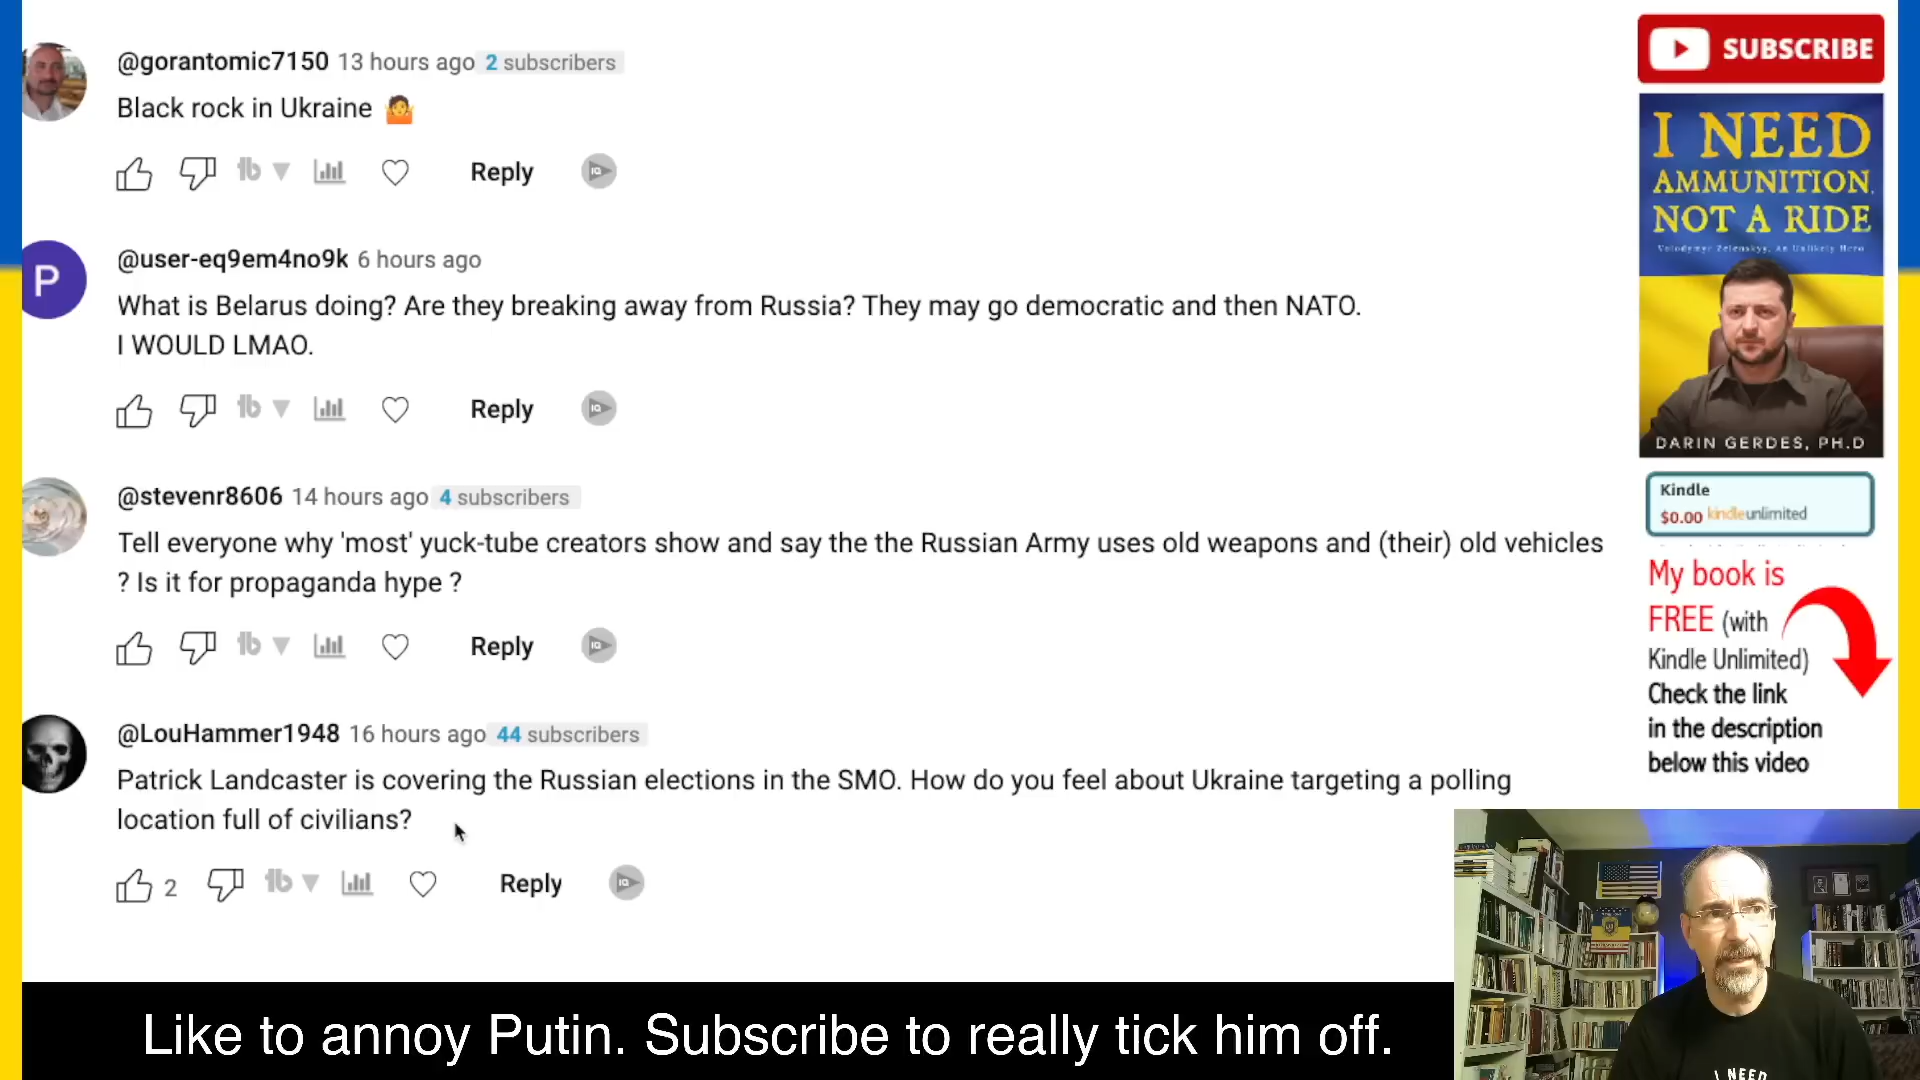 @gorantomic7150 13 hours ago 2 subscribers
Black rock in Ukraine
Reply
@user-eq9em4no9k 6 hours ago
P
What is Belarus doing? Are they breaking away from Russia? They may go democratic and then NATO.
I WOULD LMAO.
Reply
@stevenr8606 14 hours ago 4 subscribers
Tell everyone why 'most' yuck-tube creators show and say the the Russian Army uses old weapons and (their) old vehicles
? Is it for propaganda hype ?
Reply
@LouHammer1948 16 hours ago 44 subscribers
Patrick Landcaster is covering the Russian elections in the SMO. How do you feel about Ukraine targeting a polling
location full of civilians?
2 Reply
SUBSCRIBE
I NEED
AMMUNITION,
NOT A RIDE
Volodymyr Zelenskyy, An Unlikely Hero
DARIN GERDES, PH.D
Kindle
$0.00 kindleunlimited
My book is
FREE (with
Kindle Unlimited)
Check the link
in the description
below this video
I NEED
Like to annoy Putin. Subscribe to really tick him off.